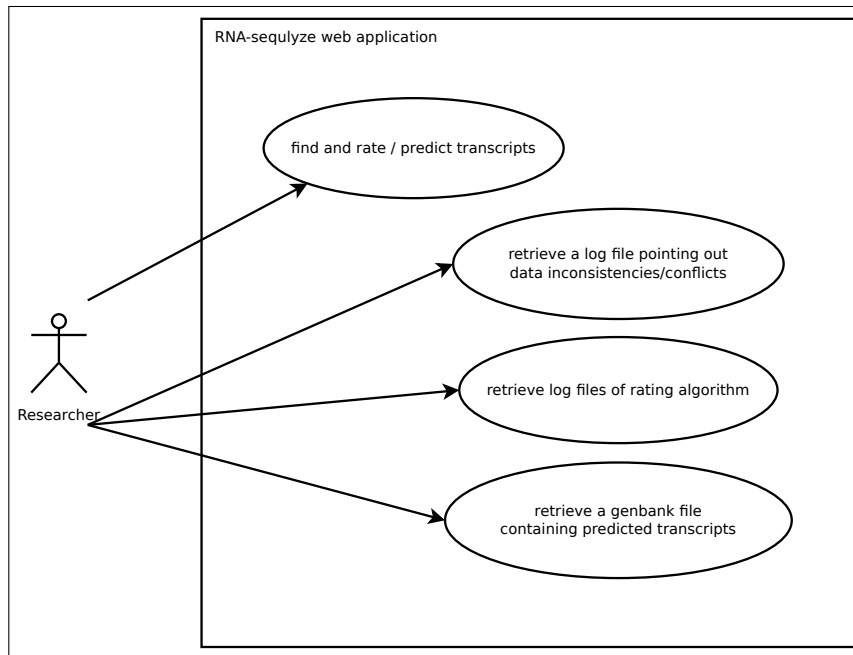 RNA-sequlyze web application
find and rate / predict transcripts
retrieve a log file pointing out
data inconsistencies/conflicts
retrieve log files of rating algorithm
Researcher
retrieve a genbank file
containing predicted transcripts